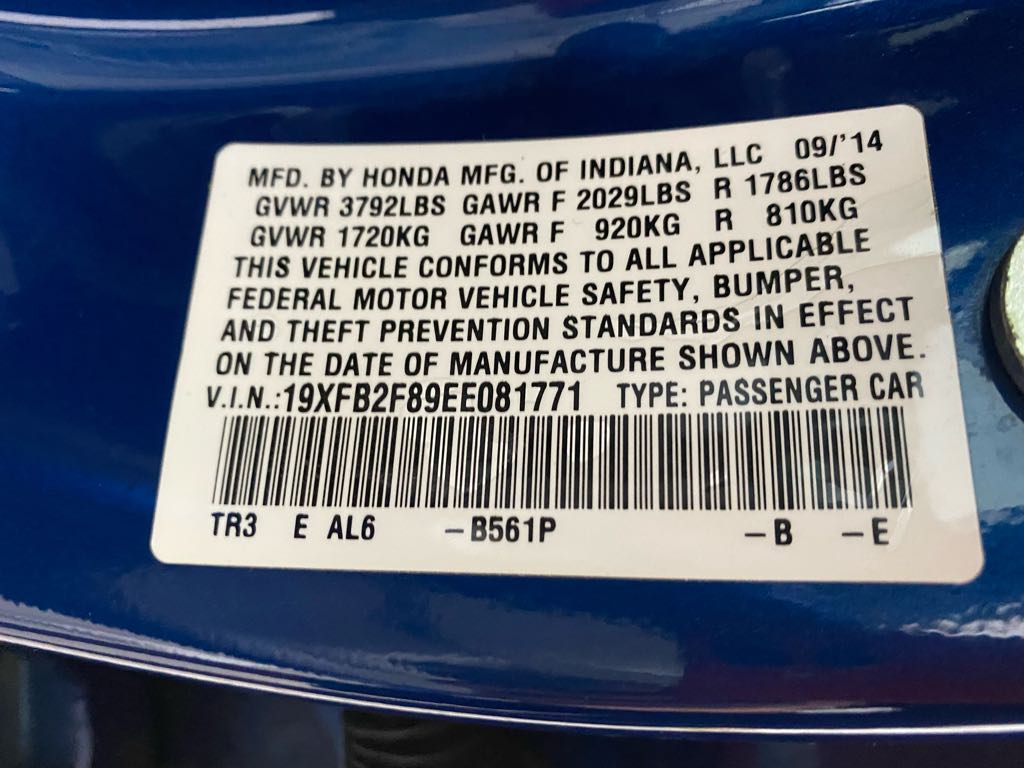 MFD. BY HONDA MFG. OF INDIANA, LLC 09/'14
GVWR 3792LBS GAWR F 2029LBS R 1786LBS
GVWR 1720KG GAWR F 920KG R 810KG
THIS VEHICLE CONFORMS TO ALL APPLICABLE
FEDERAL MOTOR VEHICLE SAFETY, BUMPER,
AND THEFT PREVENTION STANDARDS IN EFFECT
ON THE DATE OF MANUFACTURE SHOWN ABOVE.
V.I.N.:19XFB2F89EE081771 TYPE: PASSENGER CAR
TR3 E AL6 -B561P -B -E